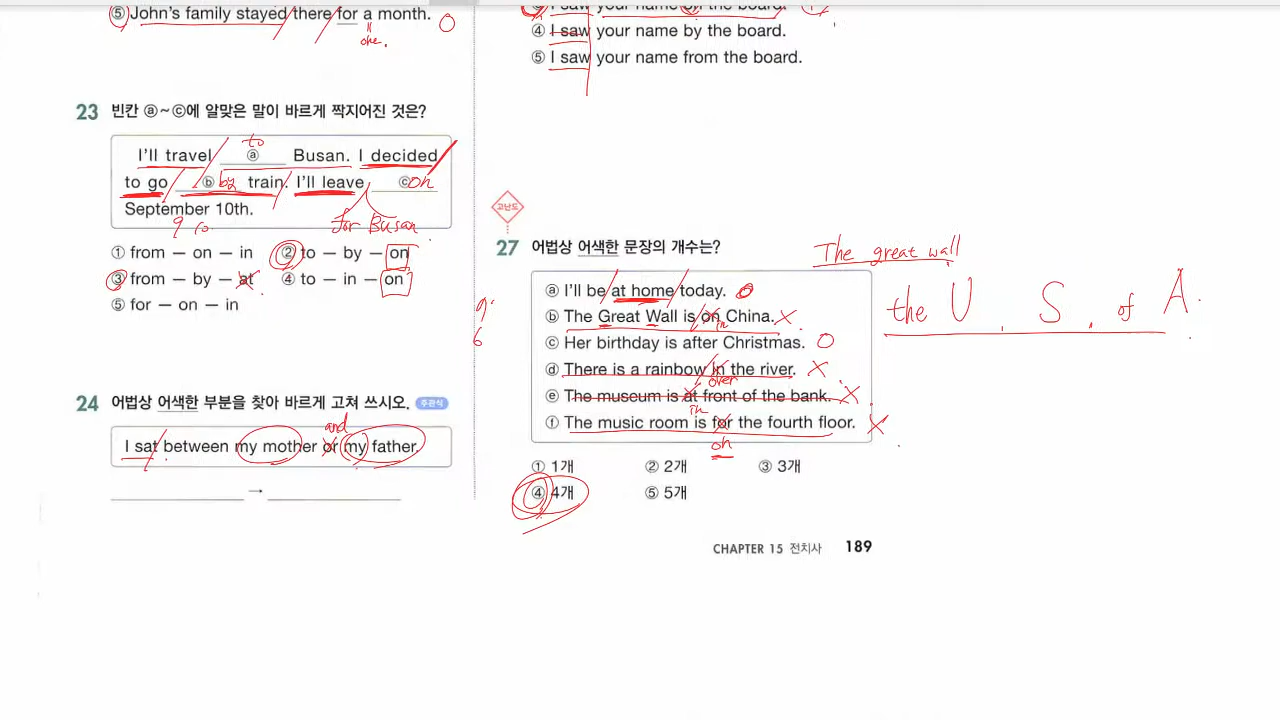 ⑤ John's family stayed there for a month. O
one.
23 빈칸 ⓐ~ⓒ에 알맞은 말이 바르게 짝지어진 것은?
to
I'll travel ⓐ Busan. I decided
to go ⓑ by train. I'll leave ⓒ on
September 10th.
for Busan
① from – on – in ② to – by – on
③ from – by – at ④ to – in – on
⑤ for – on – in
24 어법상 어색한 부분을 찾아 바르게 고쳐 쓰시오. 주관식
and
I sat between my mother or my father.
→
I saw your name on the board.
④ I saw your name by the board.
⑤ I saw your name from the board.
고난도
27 어법상 어색한 문장의 개수는?
The great wall
the U. S. of A.
ⓐ I'll be at home today. O
ⓑ The Great Wall is on China. X
in
ⓒ Her birthday is after Christmas. O
ⓓ There is a rainbow in the river. X
over
ⓔ The museum is at front of the bank. X
in
ⓕ The music room is for the fourth floor. X
on
① 1개 ② 2개 ③ 3개
④ 4개 ⑤ 5개
CHAPTER 15 전치사 189